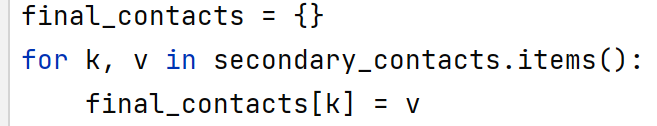 final_contacts = {}
for k, v in secondary_contacts.items():
    final_contacts[k] = v